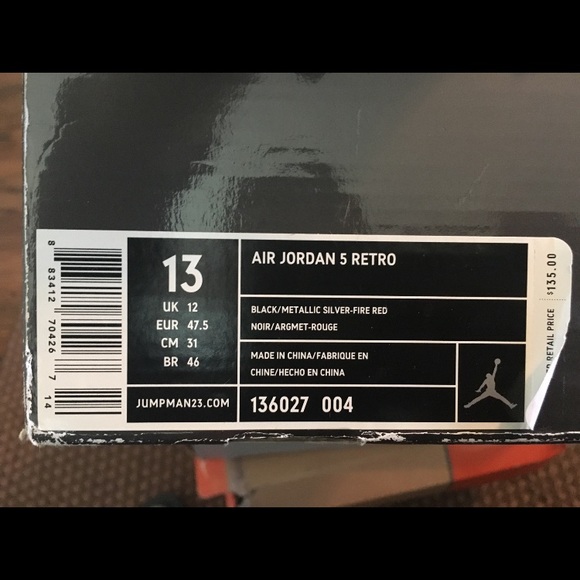 13
UK 12
EUR 47.5
CM 31
BR 46
JUMPMAN23.COM
AIR JORDAN 5 RETRO
BLACK/METALLIC SILVER-FIRE RED
NOIR/ARGMET-ROUGE
MADE IN CHINA/FABRIQUE EN
CHINE/HECHO EN CHINA
136027 004
8 83412 70426 7 14
RETAIL PRICE $135.00